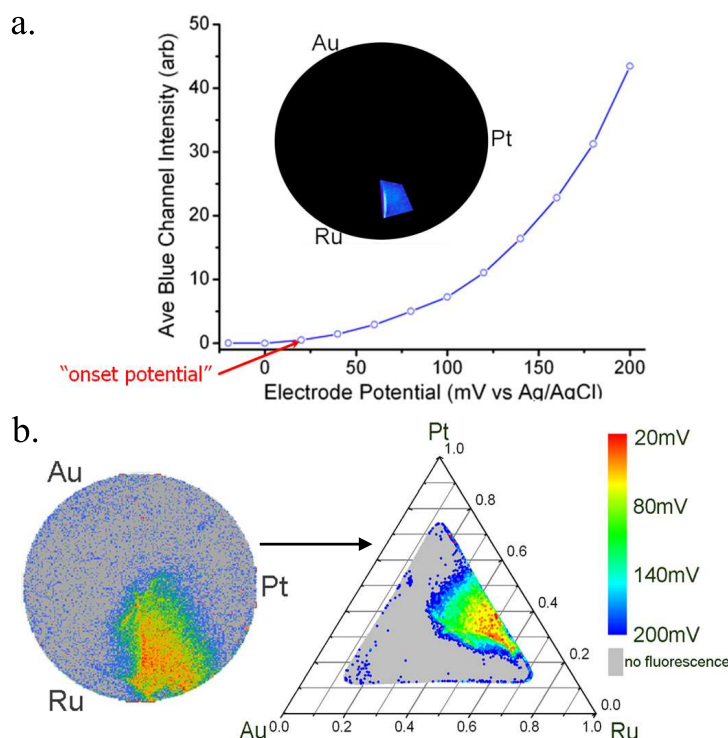 a.
50
40
30
20
10
0
Ave Blue Channel Intensity (arb)
Au
Pt
Ru
"onset potential"
0
50
100
150
200
Electrode Potential (mV vs Ag/AgCl)
b.
Au
Pt
Ru
Pt
1.0
0.8
0.6
0.4
0.2
0.0
Au
0.0
0.2
0.4
0.5
0.8
1.0
Ru
20mV
80mV
140mV
200mV
no fluorescence